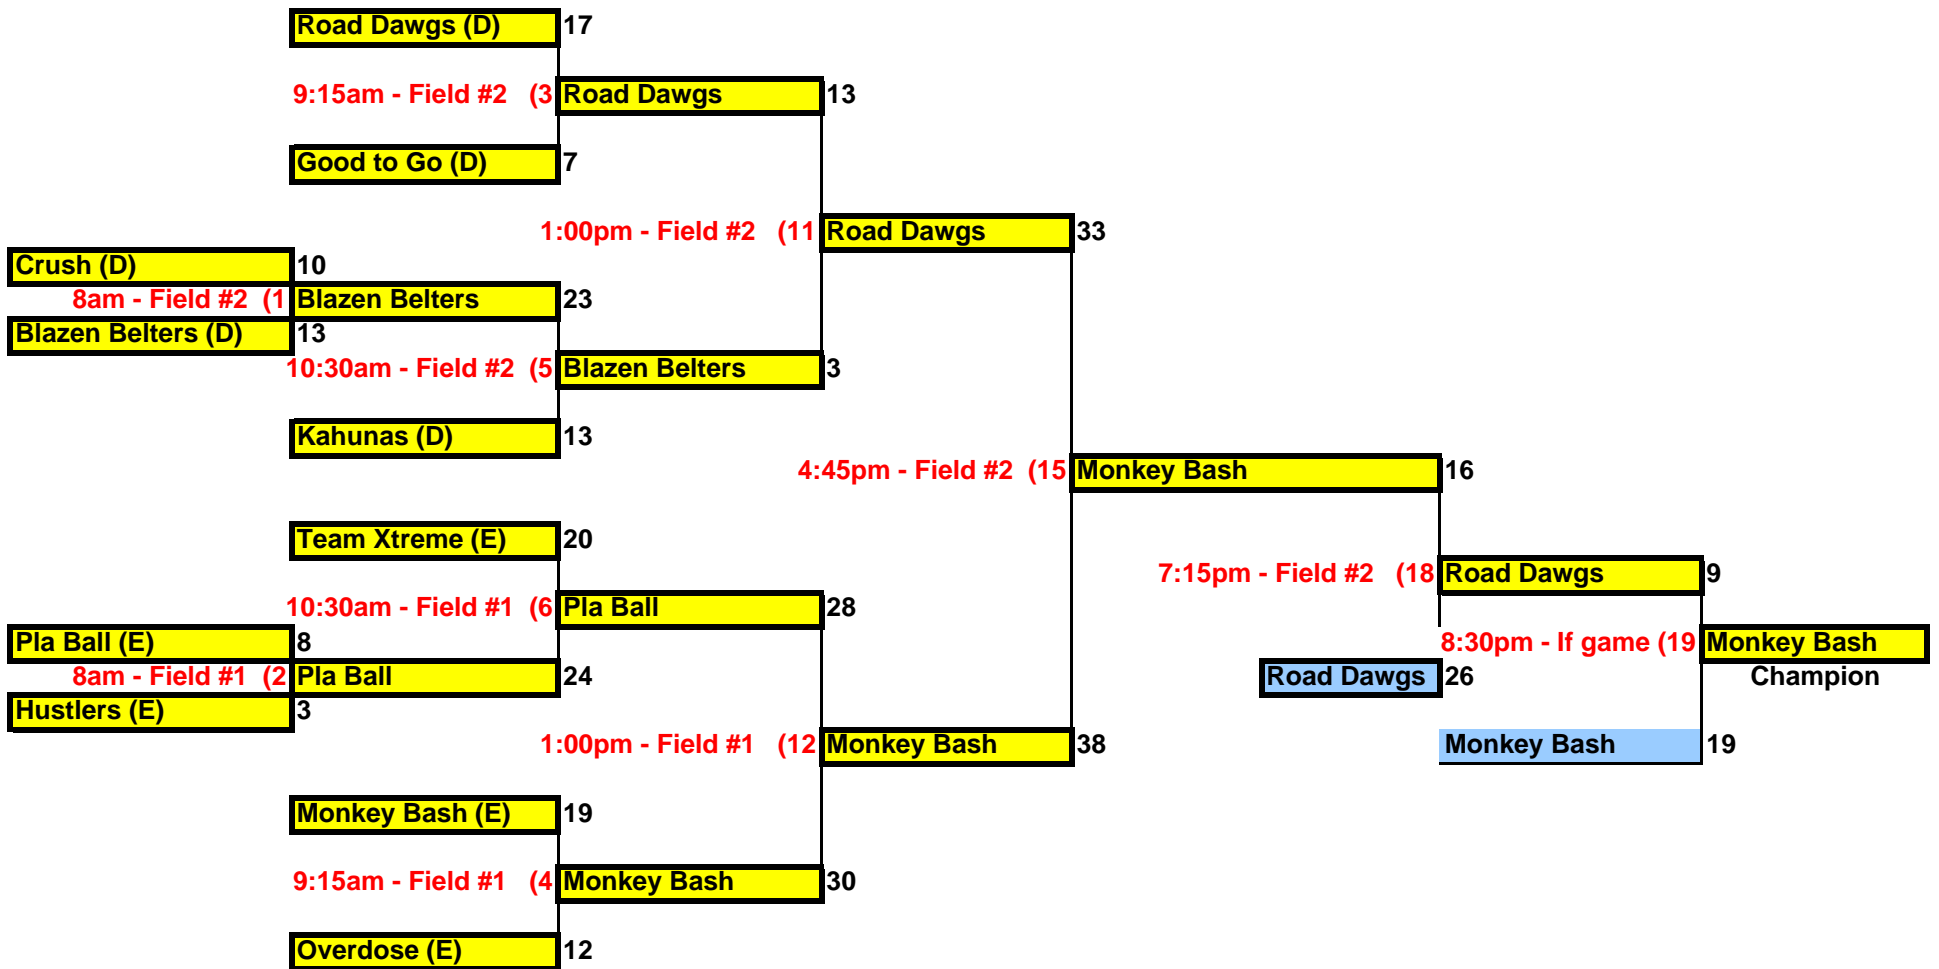 Road Dawgs (D) 17
9:15am - Field #2 (3 Road Dawgs 13
Good to Go (D) 7
1:00pm - Field #2 (11 Road Dawgs 33
Crush (D) 10
8am - Field #2 (1 Blazen Belters 23
Blazen Belters (D) 13
10:30am - Field #2 (5 Blazen Belters 3
Kahunas (D) 13
4:45pm - Field #2 (15 Monkey Bash 16
Team Xtreme (E) 20
7:15pm - Field #2 (18 Road Dawgs 9
10:30am - Field #1 (6 Pla Ball 28
Pla Ball (E) 8 8:30pm - If game (19 Monkey Bash
8am - Field #1 (2 Pla Ball 24 Road Dawgs 26 Champion
Hustlers (E) 3
1:00pm - Field #1 (12 Monkey Bash 38 Monkey Bash 19
Monkey Bash (E) 19
9:15am - Field #1 (4 Monkey Bash 30
Overdose (E) 12